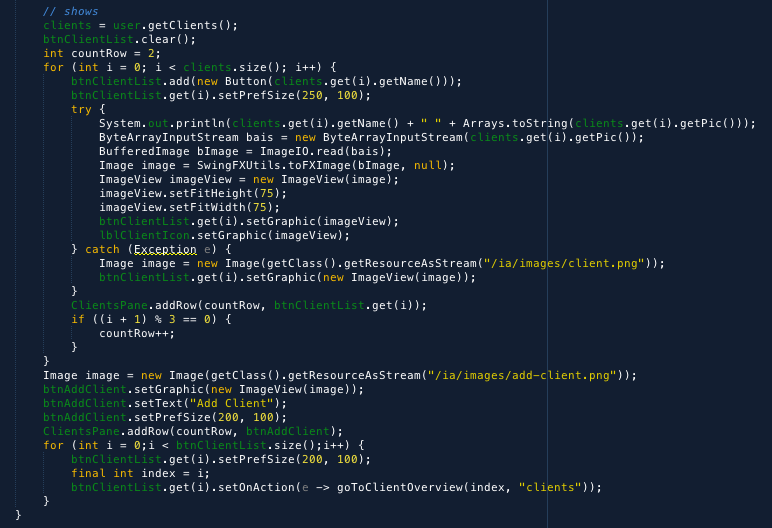 // shows
clients = user.getClients();
btnClientList.clear();
int countRow = 2;
for (int i = 0; i < clients.size(); i++) {
btnClientList.add(new Button(clients.get(i).getName()));
btnClientList.get(i).setPrefSize(250, 100);
try {
System.out.println(clients.get(i).getName() + " " + Arrays.toString(clients.get(i).getPic()));
ByteArrayInputStream bais = new ByteArrayInputStream(clients.get(i).getPic());
BufferedImage bImage = ImageIO.read(bais);
Image image = SwingFXUtils.toFXImage(bImage, null);
ImageView imageView = new ImageView(image);
imageView.setFitHeight(75);
imageView.setFitWidth(75);
btnClientList.get(i).setGraphic(imageView);
lblClientIcon.setGraphic(imageView);
} catch (Exception e) {
Image image = new Image(getClass().getResourceAsStream("/ia/images/client.png"));
btnClientList.get(i).setGraphic(new ImageView(image));
}
ClientsPane.addRow(countRow, btnClientList.get(i));
if ((i + 1) % 3 == 0) {
countRow++;
}
}
Image image = new Image(getClass().getResourceAsStream("/ia/images/add-client.png"));
btnAddClient.setGraphic(new ImageView(image));
btnAddClient.setText("Add Client");
btnAddClient.setPrefSize(200, 100);
ClientsPane.addRow(countRow, btnAddClient);
for (int i = 0;i < btnClientList.size();i++) {
btnClientList.get(i).setPrefSize(200, 100);
final int index = i;
btnClientList.get(i).setOnAction(e -> goToClientOverview(index, "clients"));
}
}